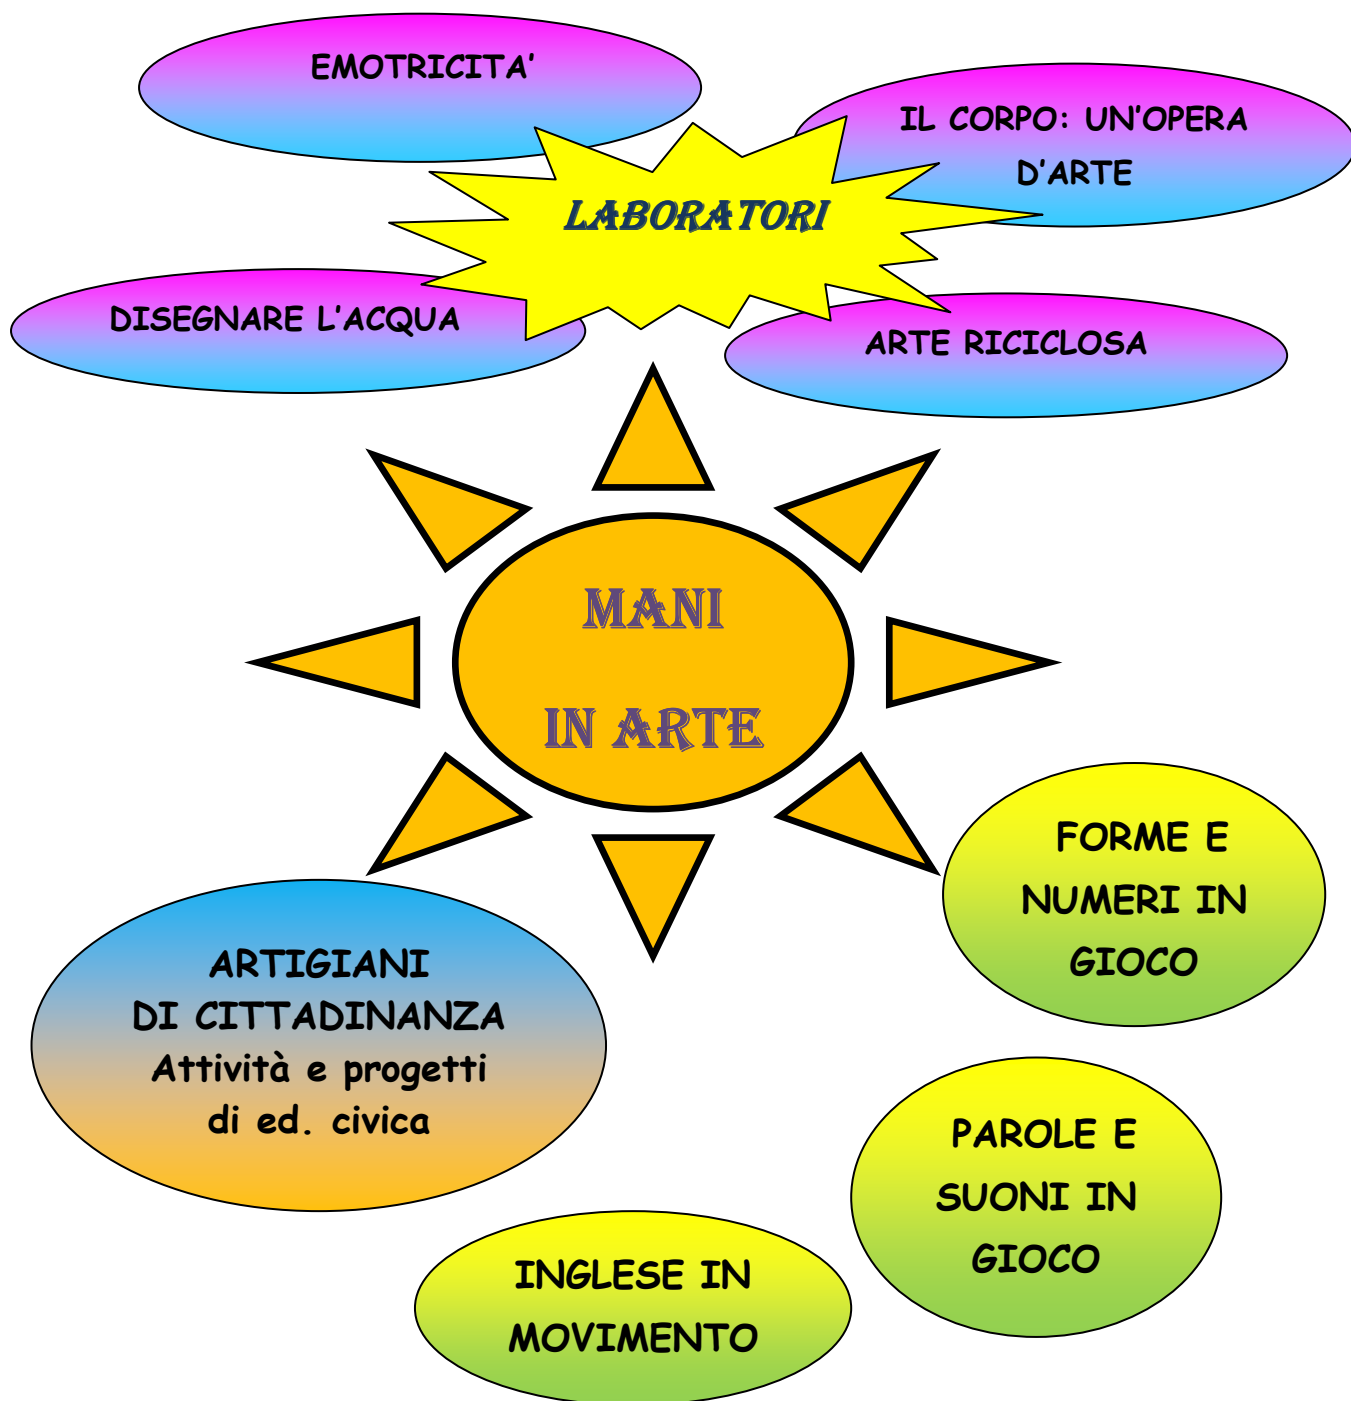 EMOTRICITA’
IL CORPO: UN’OPERA
D’ARTE
LABORATORI
DISEGNARE L’ACQUA
ARTE RICICLOSA
MANI
IN ARTE
FORME E
NUMERI IN
GIOCO
ARTIGIANI
DI CITTADINANZA
Attività e progetti
di ed. civica
PAROLE E
SUONI IN
GIOCO
INGLESE IN
MOVIMENTO